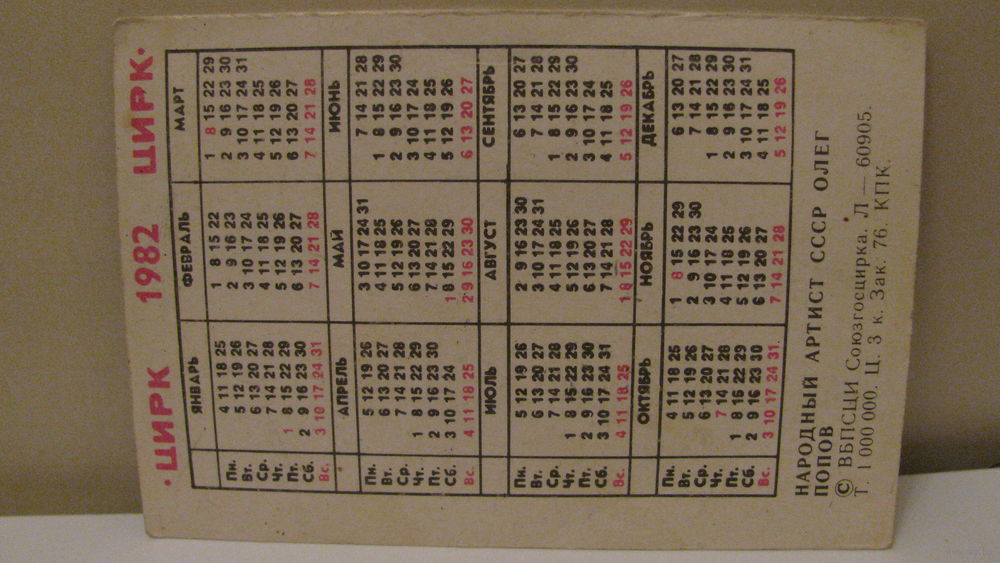 · ЦИРК 1982 ЦИРК ·
ЯНВАРЬ ФЕВРАЛЬ МАРТ
Пн. 4 11 18 25 1 8 15 22 1 8 15 22 29
Вт. 5 12 19 26 2 9 16 23 2 9 16 23 30
Ср. 6 13 20 27 3 10 17 24 3 10 17 24 31
Чт. 7 14 21 28 4 11 18 25 4 11 18 25
Пт. 1 8 15 22 29 5 12 19 26 5 12 19 26
Сб. 2 9 16 23 30 6 13 20 27 6 13 20 27
Вс. 3 10 17 24 31 7 14 21 28 7 14 21 28
АПРЕЛЬ МАЙ ИЮНЬ
Пн. 5 12 19 26 3 10 17 24 31 7 14 21 28
Вт. 6 13 20 27 4 11 18 25 1 8 15 22 29
Ср. 7 14 21 28 5 12 19 26 2 9 16 23 30
Чт. 1 8 15 22 29 6 13 20 27 3 10 17 24
Пт. 2 9 16 23 30 7 14 21 28 4 11 18 25
Сб. 3 10 17 24 1 8 15 22 29 5 12 19 26
Вс. 4 11 18 25 2 9 16 23 30 6 13 20 27
ИЮЛЬ АВГУСТ СЕНТЯБРЬ
Пн. 5 12 19 26 2 9 16 23 30 6 13 20 27
Вт. 6 13 20 27 3 10 17 24 31 7 14 21 28
Ср. 7 14 21 28 4 11 18 25 1 8 15 22 29
Чт. 1 8 15 22 29 5 12 19 26 2 9 16 23 30
Пт. 2 9 16 23 30 6 13 20 27 3 10 17 24
Сб. 3 10 17 24 31 7 14 21 28 4 11 18 25
Вс. 4 11 18 25 1 8 15 22 29 5 12 19 26
ОКТЯБРЬ НОЯБРЬ ДЕКАБРЬ
Пн. 4 11 18 25 1 8 15 22 29 6 13 20 27
Вт. 5 12 19 26 2 9 16 23 30 7 14 21 28
Ср. 6 13 20 27 3 10 17 24 1 8 15 22 29
Чт. 7 14 21 28 4 11 18 25 2 9 16 23 30
Пт. 1 8 15 22 29 5 12 19 26 3 10 17 24 31
Сб. 2 9 16 23 30 6 13 20 27 4 11 18 25
Вс. 3 10 17 24 31 7 14 21 28 5 12 19 26
НАРОДНЫЙ АРТИСТ СССР ОЛЕГ
ПОПОВ
© ВБПСЦИ Союзгосцирка. Л — 60905.
Т. 1 000 000. Ц. 3 к. Зак. 76. КПК.